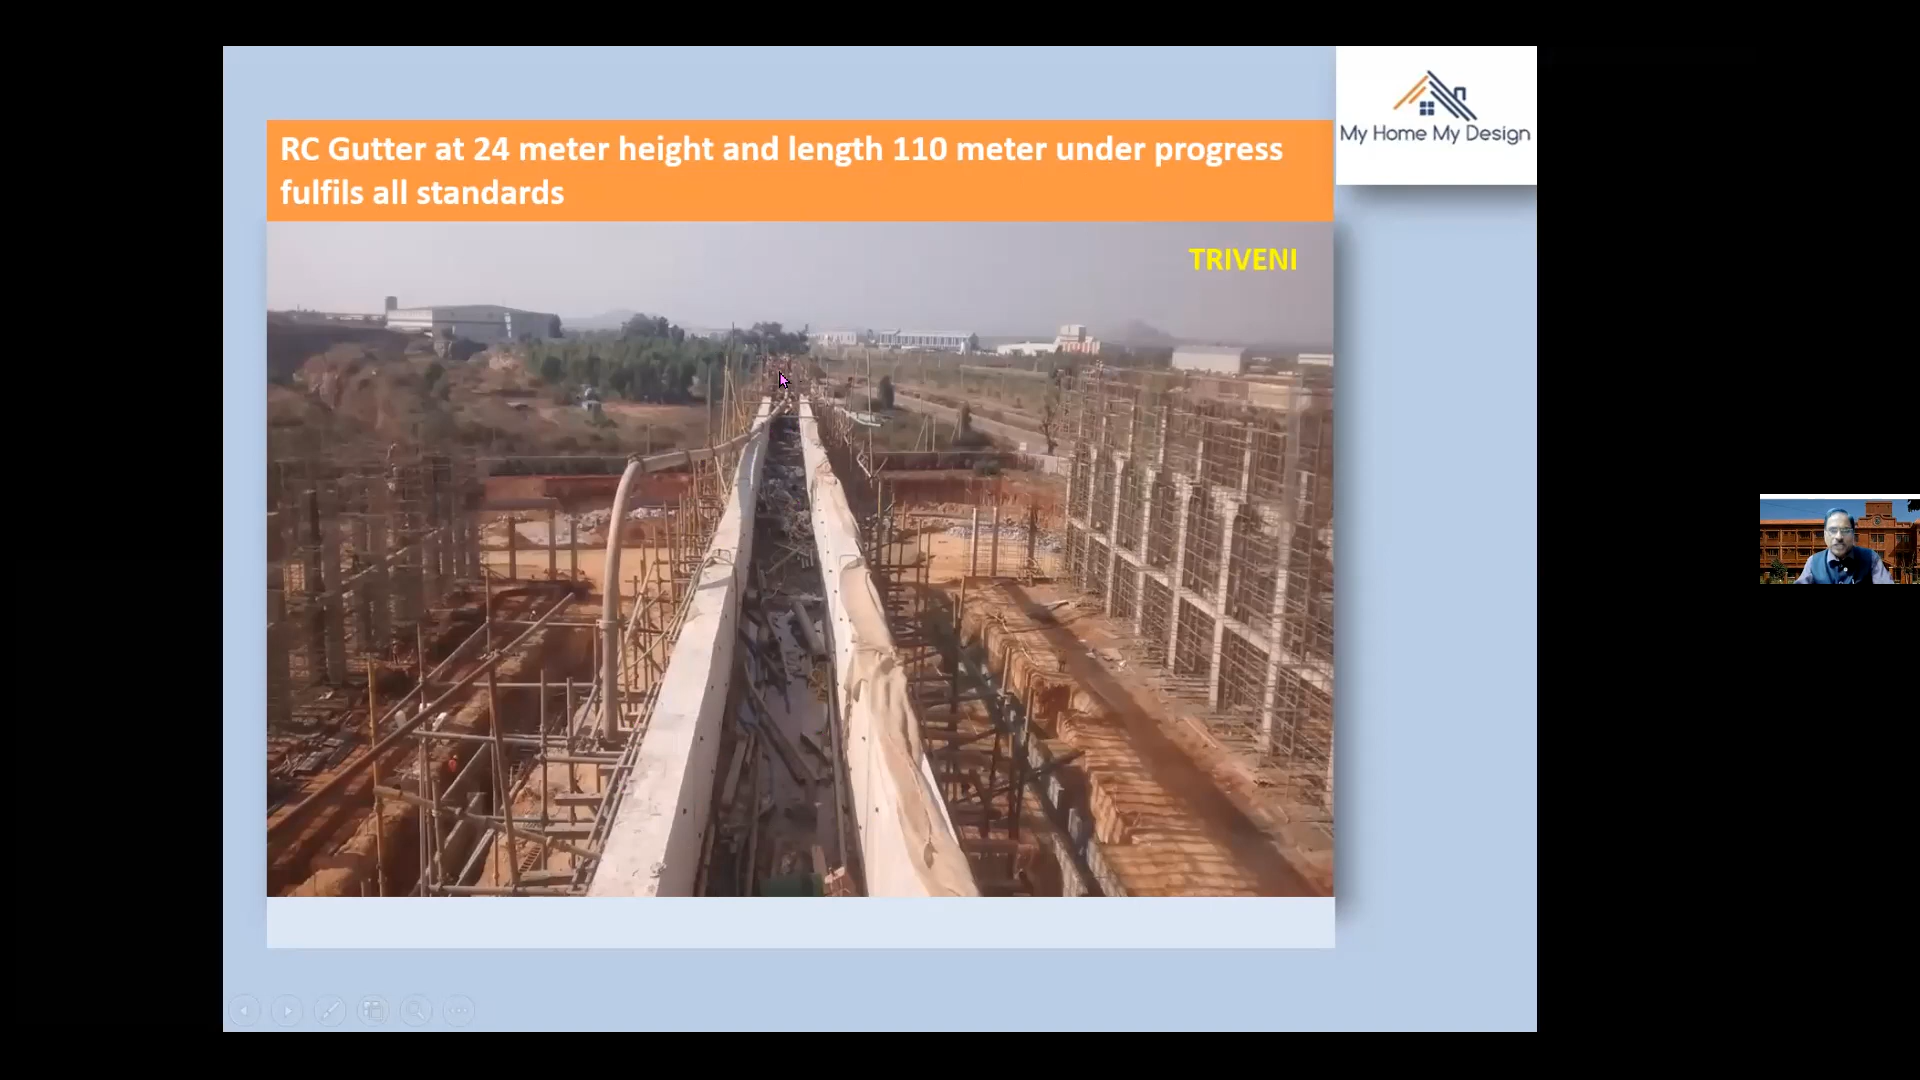 My Home My Design
RC Gutter at 24 meter height and length 110 meter under progress
fulfils all standards
TRIVENI